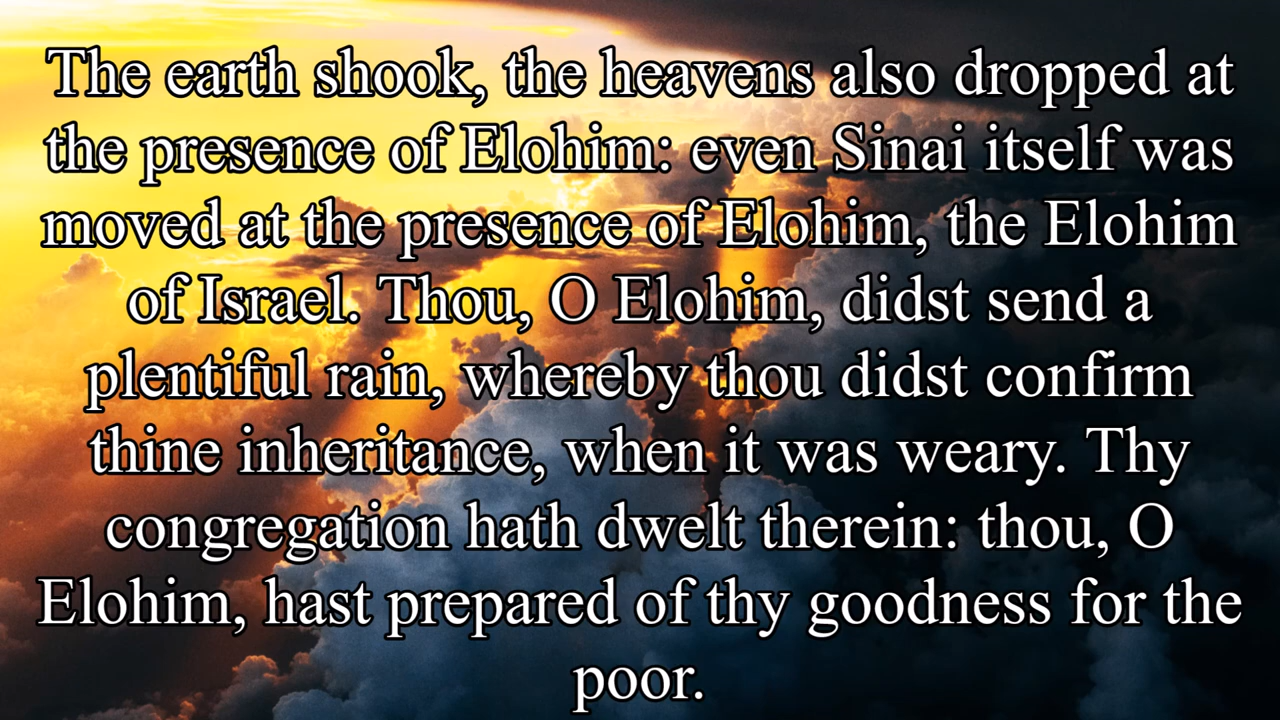 The earth shook, the heavens also dropped at
the presence of Elohim: even Sinai itself was
moved at the presence of Elohim, the Elohim
of Israel. Thou, O Elohim, didst send a
plentiful rain, whereby thou didst confirm
thine inheritance, when it was weary. Thy
congregation hath dwelt therein: thou, O
Elohim, hast prepared of thy goodness for the
poor.